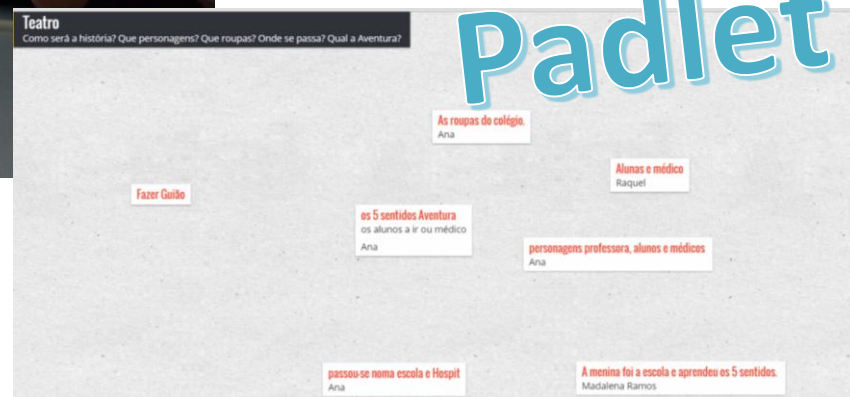 Teatro
Como será a história? Que personagens? Que roupas? Onde se passa? Qual a Aventura?
Padlet
As roupas do colégio.
Ana
Alunas e médico
Raquel
Fazer Guião
os 5 sentidos Aventura
os alunos a ir ou médico
Ana
personagens professora, alunos e médicos
Ana
passou-se noma escola e Hospit
Ana
A menina foi a escola e aprendeu os 5 sentidos.
Madalena Ramos